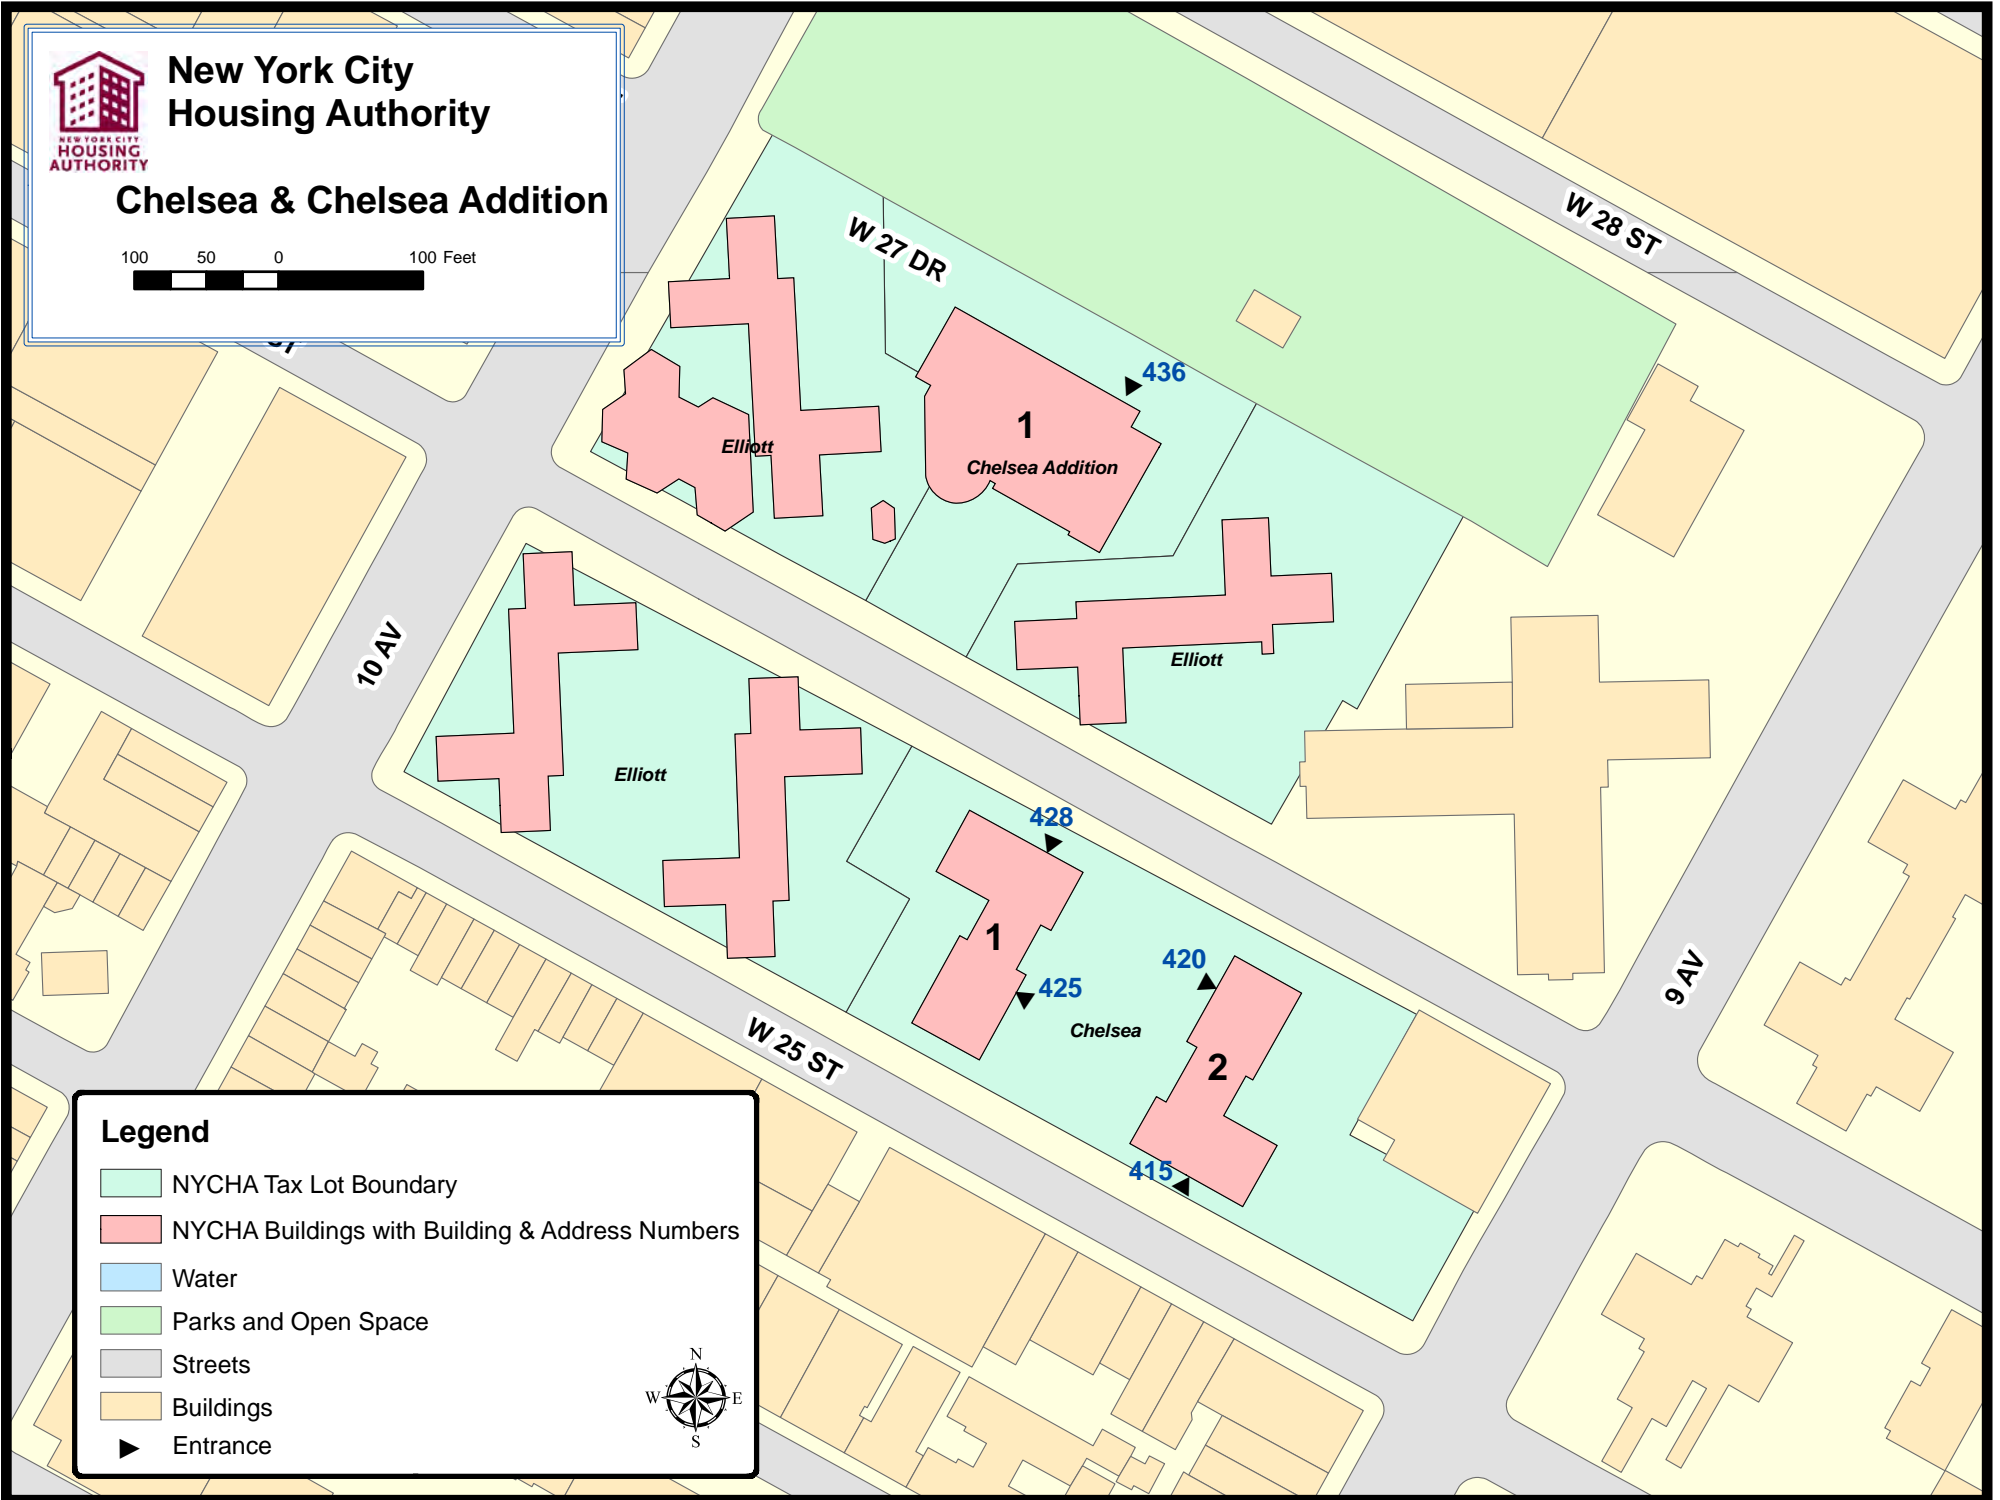 New York City
Housing Authority
NEW YORK CITY
HOUSING
AUTHORITY
Chelsea & Chelsea Addition
100 50 0 100 Feet
W 28 ST
W 27 DR
436
1
Chelsea Addition
Elliott
ST
10 AV
Elliott
Elliott
428
1
420
425
9 AV
Chelsea
W 25 ST
2
415
Legend
NYCHA Tax Lot Boundary
NYCHA Buildings with Building & Address Numbers
Water
Parks and Open Space
Streets
Buildings
Entrance
N
W E
S